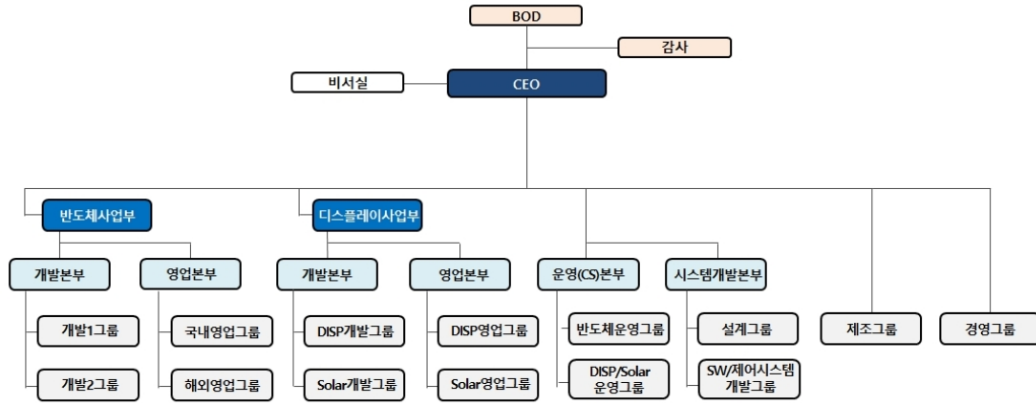 BOD
감사
비서실
CEO
반도체사업부
디스플레이사업부
개발본부
영업본부
개발본부
영업본부
운영(CS)본부
시스템개발본부
개발1그룹
국내영업그룹
DISP개발그룹
DISP영업그룹
반도체운영그룹
설계그룹
제조그룹
경영그룹
개발2그룹
해외영업그룹
Solar개발그룹
Solar영업그룹
DISP/Solar
운영그룹
SW/제어시스템
개발그룹